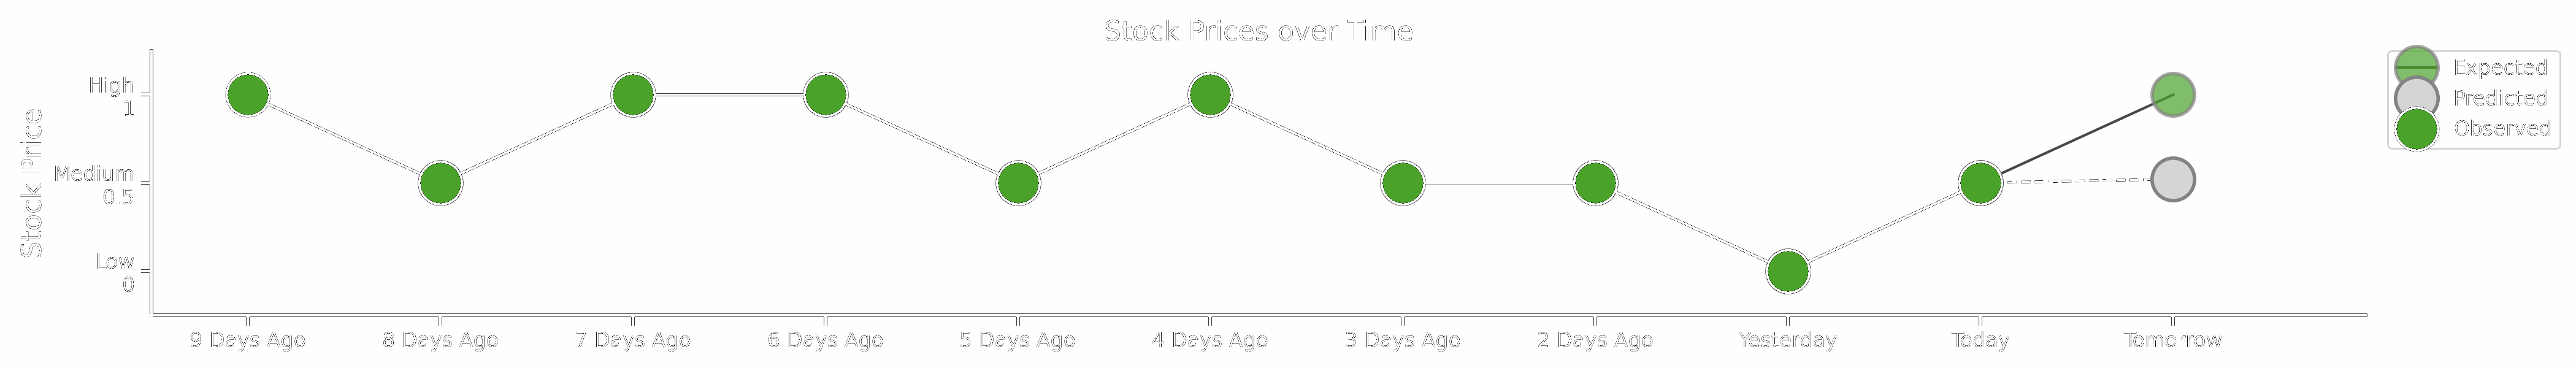 Stock Prices over Time
Stock Price
High
1
Medium
0.5
Low
0
9 Days Ago
8 Days Ago
7 Days Ago
6 Days Ago
5 Days Ago
4 Days Ago
3 Days Ago
2 Days Ago
Yesterday
Today
Tomorrow
Expected
Predicted
Observed